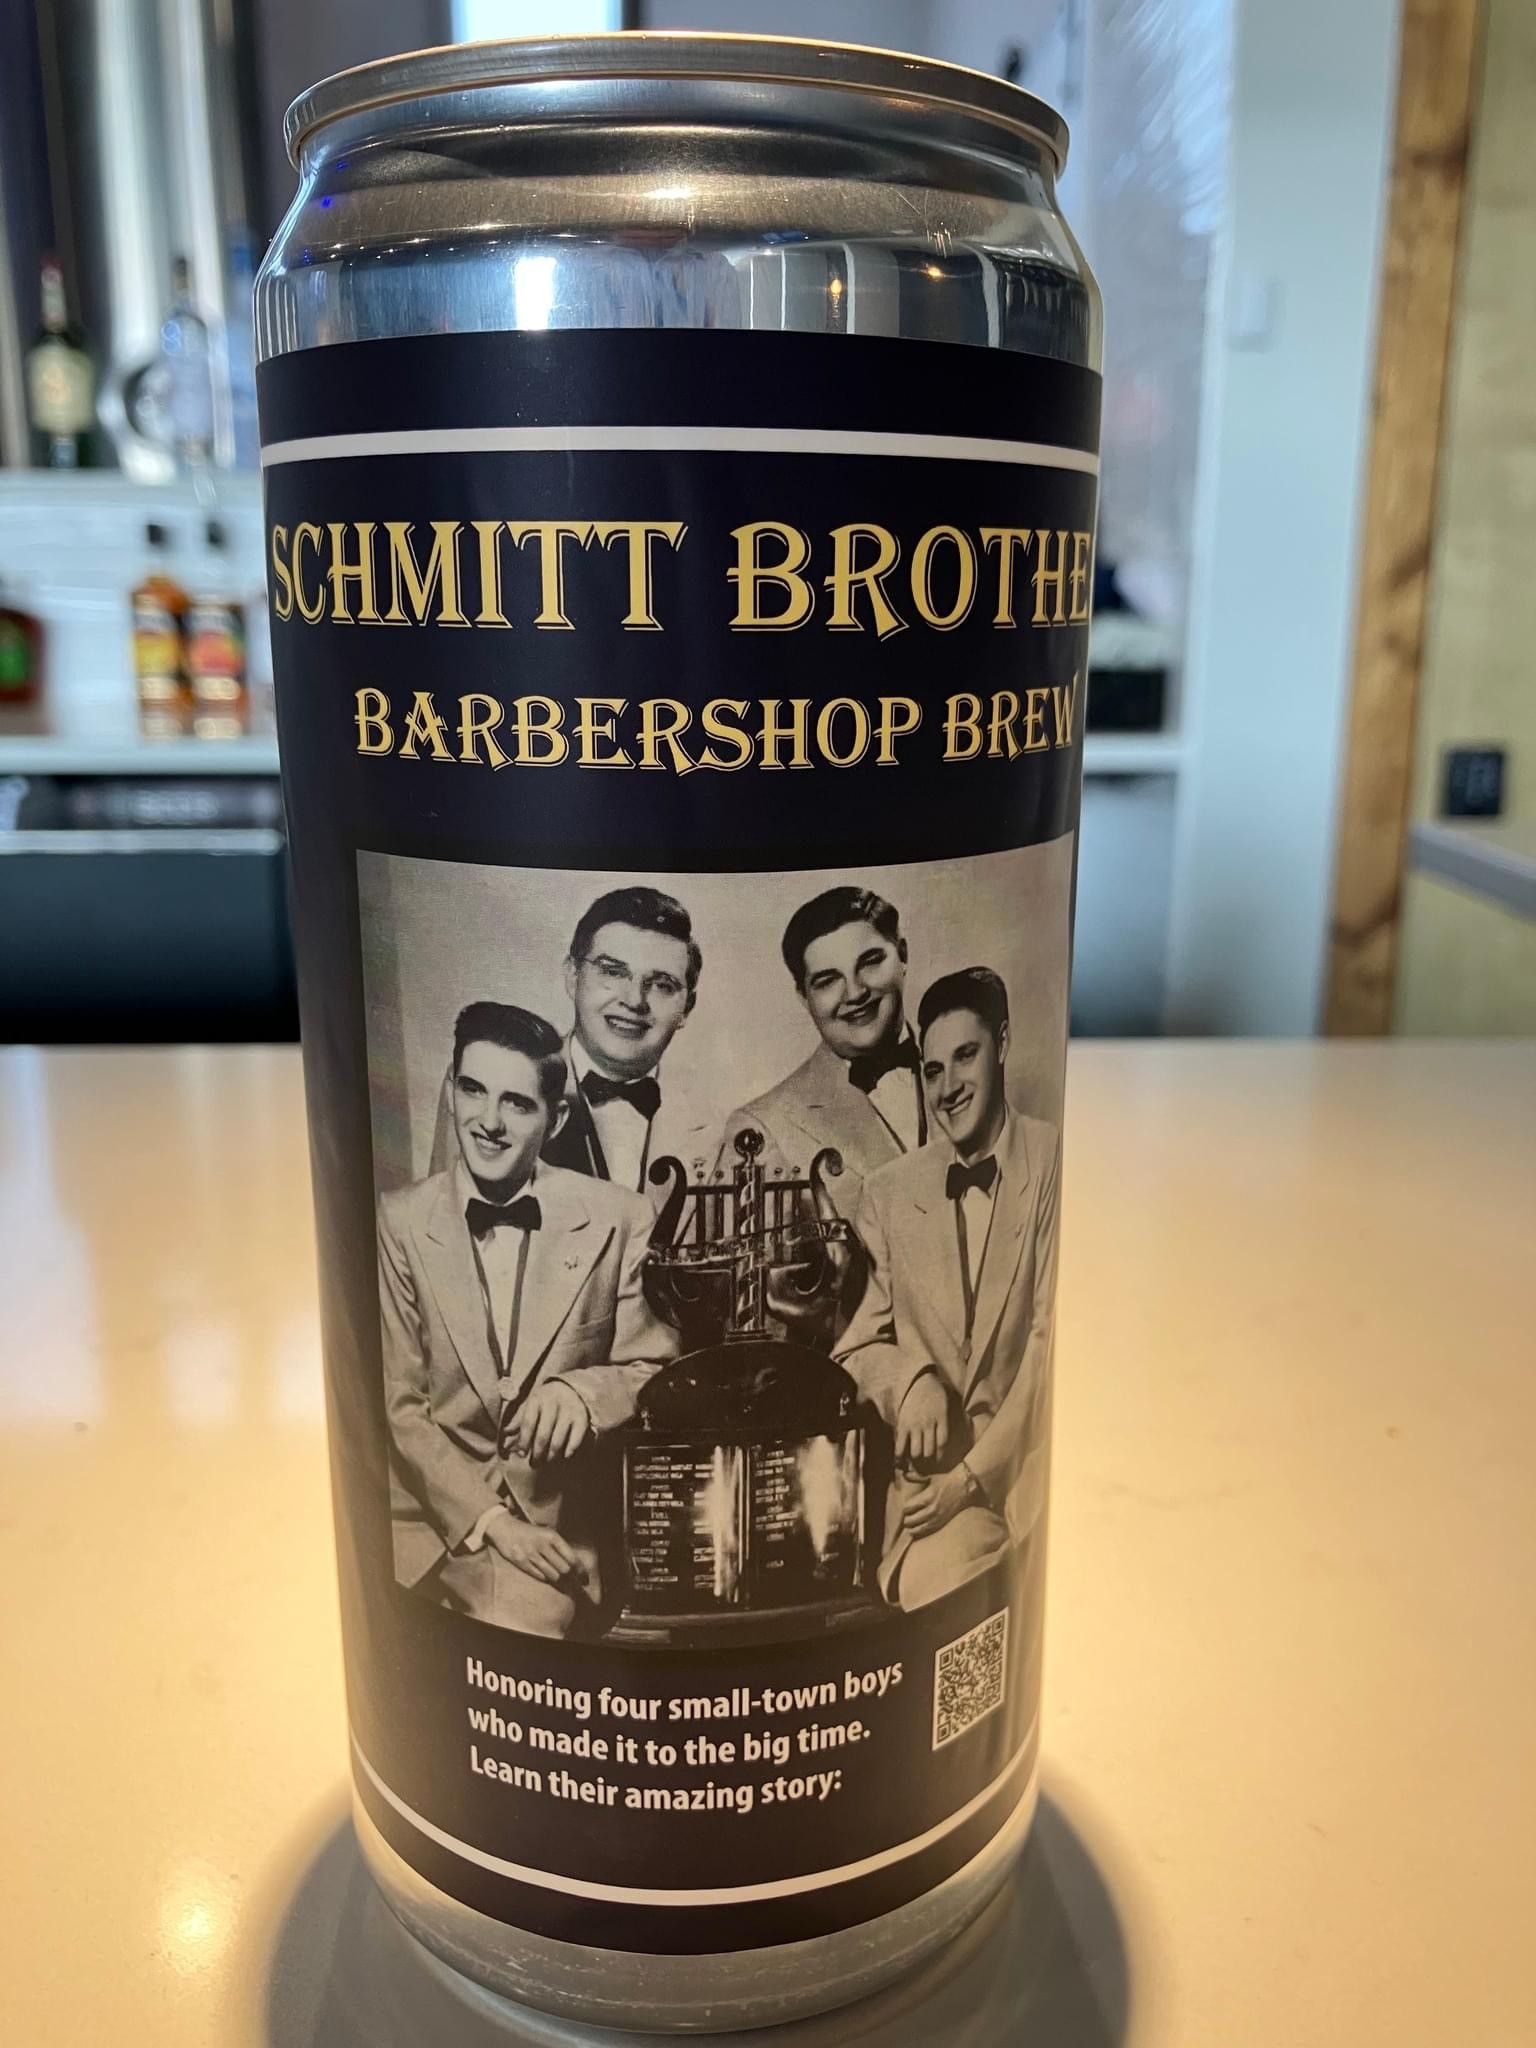 SCHMITT BROTHE
BARBERSHOP BREW
Honoring four small-town boys
who made it to the big time.
Learn their amazing story: